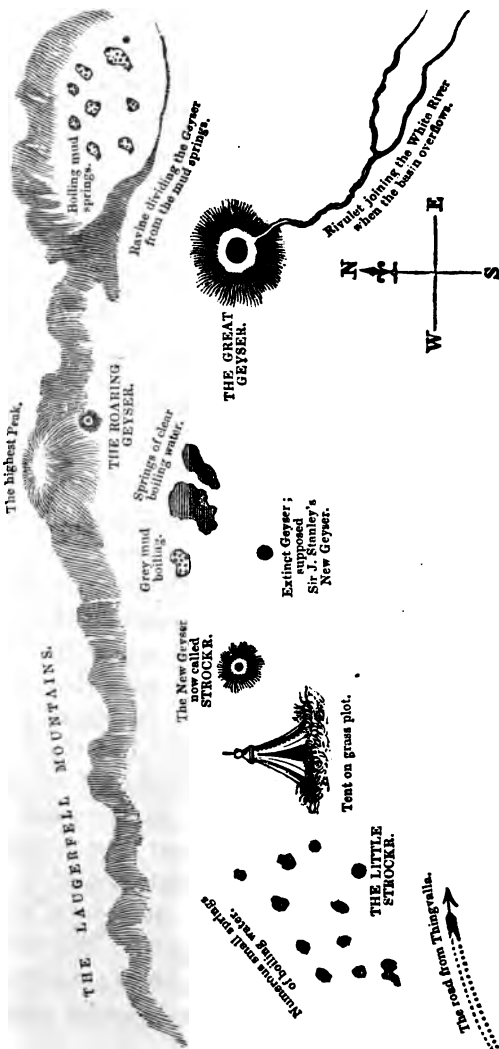 THE LAUGERFELL MOUNTAINS.
The highest Peak.
Boiling mud
springs.
Ravine dividing the Geyser
from the mud springs.
THE ROARING
GEYSER.
Springs of clear
boiling water.
Grey mud
boiling.
The New Geyser
now called
STROCKR.
Numerous small springs
of boiling water.
THE LITTLE
STROCKR.
Tent on grass plot.
Extinct Geyser;
supposed
Sir J. Stanley's
New Geyser.
THE GREAT
GEYSER.
Rivulet joining the White River
when the basin overflows.
N
W E
S
The road from Thingvalla.